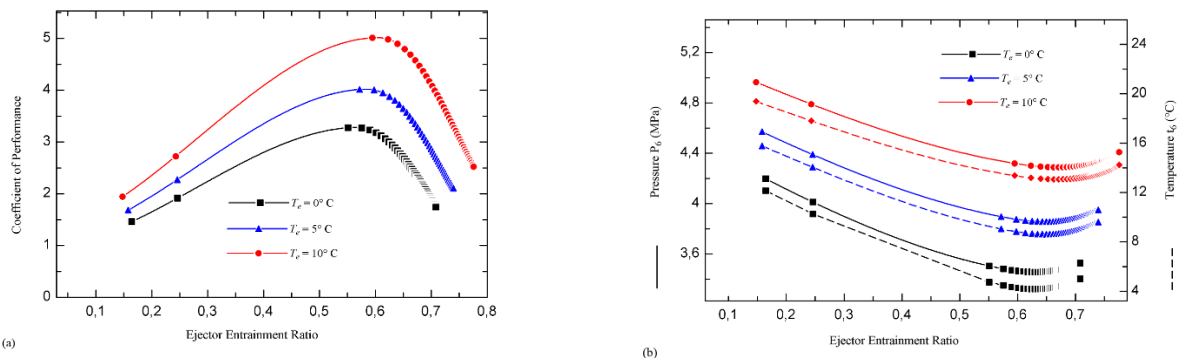 5
4
3
2
1
0
Coefficient of Performance
Te = 0° C
Te = 5° C
Te = 10° C
0,1 0,2 0,3 0,4 0,5 0,6 0,7 0,8
Ejector Entrainment Ratio
(a)
5,2
4,8
4,4
4
3,6
Pressure P6 (MPa)
Te = 0° C
Te = 5° C
Te = 10° C
24
20
16
12
8
4
Temperature t6 (°C)
0,1 0,2 0,3 0,4 0,5 0,6 0,7
Ejector Entrainment Ratio
(b)